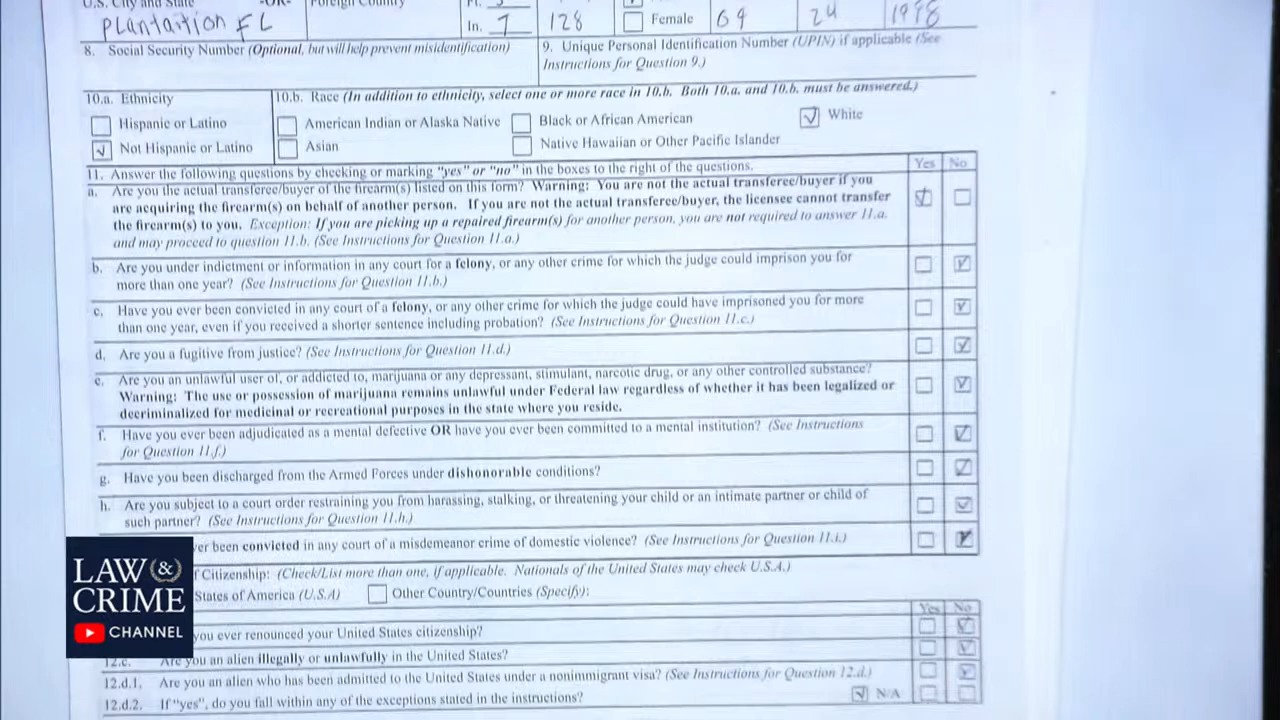 U.S. City and State -OR- Foreign Country
Plantartion FL In. 7 128 Female 09 24 1998
8. Social Security Number (Optional, but will help prevent misidentification)
9. Unique Personal Identification Number (UPIN) if applicable (See
Instructions for Question 9.)
10.a. Ethnicity
Hispanic or Latino
Not Hispanic or Latino
10.b. Race (In addition to ethnicity, select one or more race in 10.b. Both 10.a. and 10.b. must be answered.)
American Indian or Alaska Native Black or African American White
Asian Native Hawaiian or Other Pacific Islander
11. Answer the following questions by checking or marking "yes" or "no" in the boxes to the right of the questions. Yes No
a. Are you the actual transferee/buyer of the firearm(s) listed on this form? Warning: You are not the actual transferee/buyer if you
are acquiring the firearm(s) on behalf of another person. If you are not the actual transferee/buyer, the licensee cannot transfer
the firearm(s) to you. Exception: If you are picking up a repaired firearm(s) for another person, you are not required to answer 11.a.
and may proceed to question 11.b. (See Instructions for Question 11.a.)
b. Are you under indictment or information in any court for a felony, or any other crime for which the judge could imprison you for
more than one year? (See Instructions for Question 11.b.)
c. Have you ever been convicted in any court of a felony, or any other crime for which the judge could have imprisoned you for more
than one year, even if you received a shorter sentence including probation? (See Instructions for Question 11.c.)
d. Are you a fugitive from justice? (See Instructions for Question 11.d.)
e. Are you an unlawful user of, or addicted to, marijuana or any depressant, stimulant, narcotic drug, or any other controlled substance?
Warning: The use or possession of marijuana remains unlawful under Federal law regardless of whether it has been legalized or
decriminalized for medicinal or recreational purposes in the state where you reside.
f. Have you ever been adjudicated as a mental defective OR have you ever been committed to a mental institution? (See Instructions
for Question 11.f.)
g. Have you been discharged from the Armed Forces under dishonorable conditions?
h. Are you subject to a court order restraining you from harassing, stalking, or threatening your child or an intimate partner or child of
such partner? (See Instructions for Question 11.h.)
er been convicted in any court of a misdemeanor crime of domestic violence? (See Instructions for Question 11.i.)
f Citizenship: (Check/List more than one, if applicable. Nationals of the United States may check U.S.A.)
States of America (U.S.A) Other Country/Countries (Specify):
Yes No
you ever renounced your United States citizenship?
12.c. Are you an alien illegally or unlawfully in the United States?
12.d.1. Are you an alien who has been admitted to the United States under a nonimmigrant visa? (See Instructions for Question 12.d.)
12.d.2. If "yes", do you fall within any of the exceptions stated in the instructions? N/A
LAW &
CRIME
CHANNEL